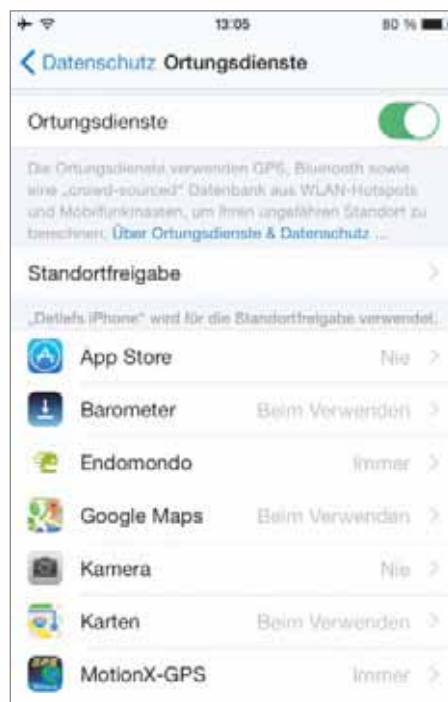 13:05 80 %
Datenschutz Ortungsdienste
Ortungsdienste
Die Ortungsdienste verwenden GPS, Bluetooth sowie
eine „crowd-sourced“ Datenbank aus WLAN-Hotspots
und Mobilfunkmasten, um Ihren ungefähren Standort zu
berechnen. Über Ortungsdienste & Datenschutz ...
Standortfreigabe
„Detlefs iPhone“ wird für die Standortfreigabe verwendet.
App Store Nie
Barometer Beim Verwenden
Endomondo Immer
Google Maps Beim Verwenden
Kamera Nie
Karten Beim Verwenden
MotionX-GPS Immer